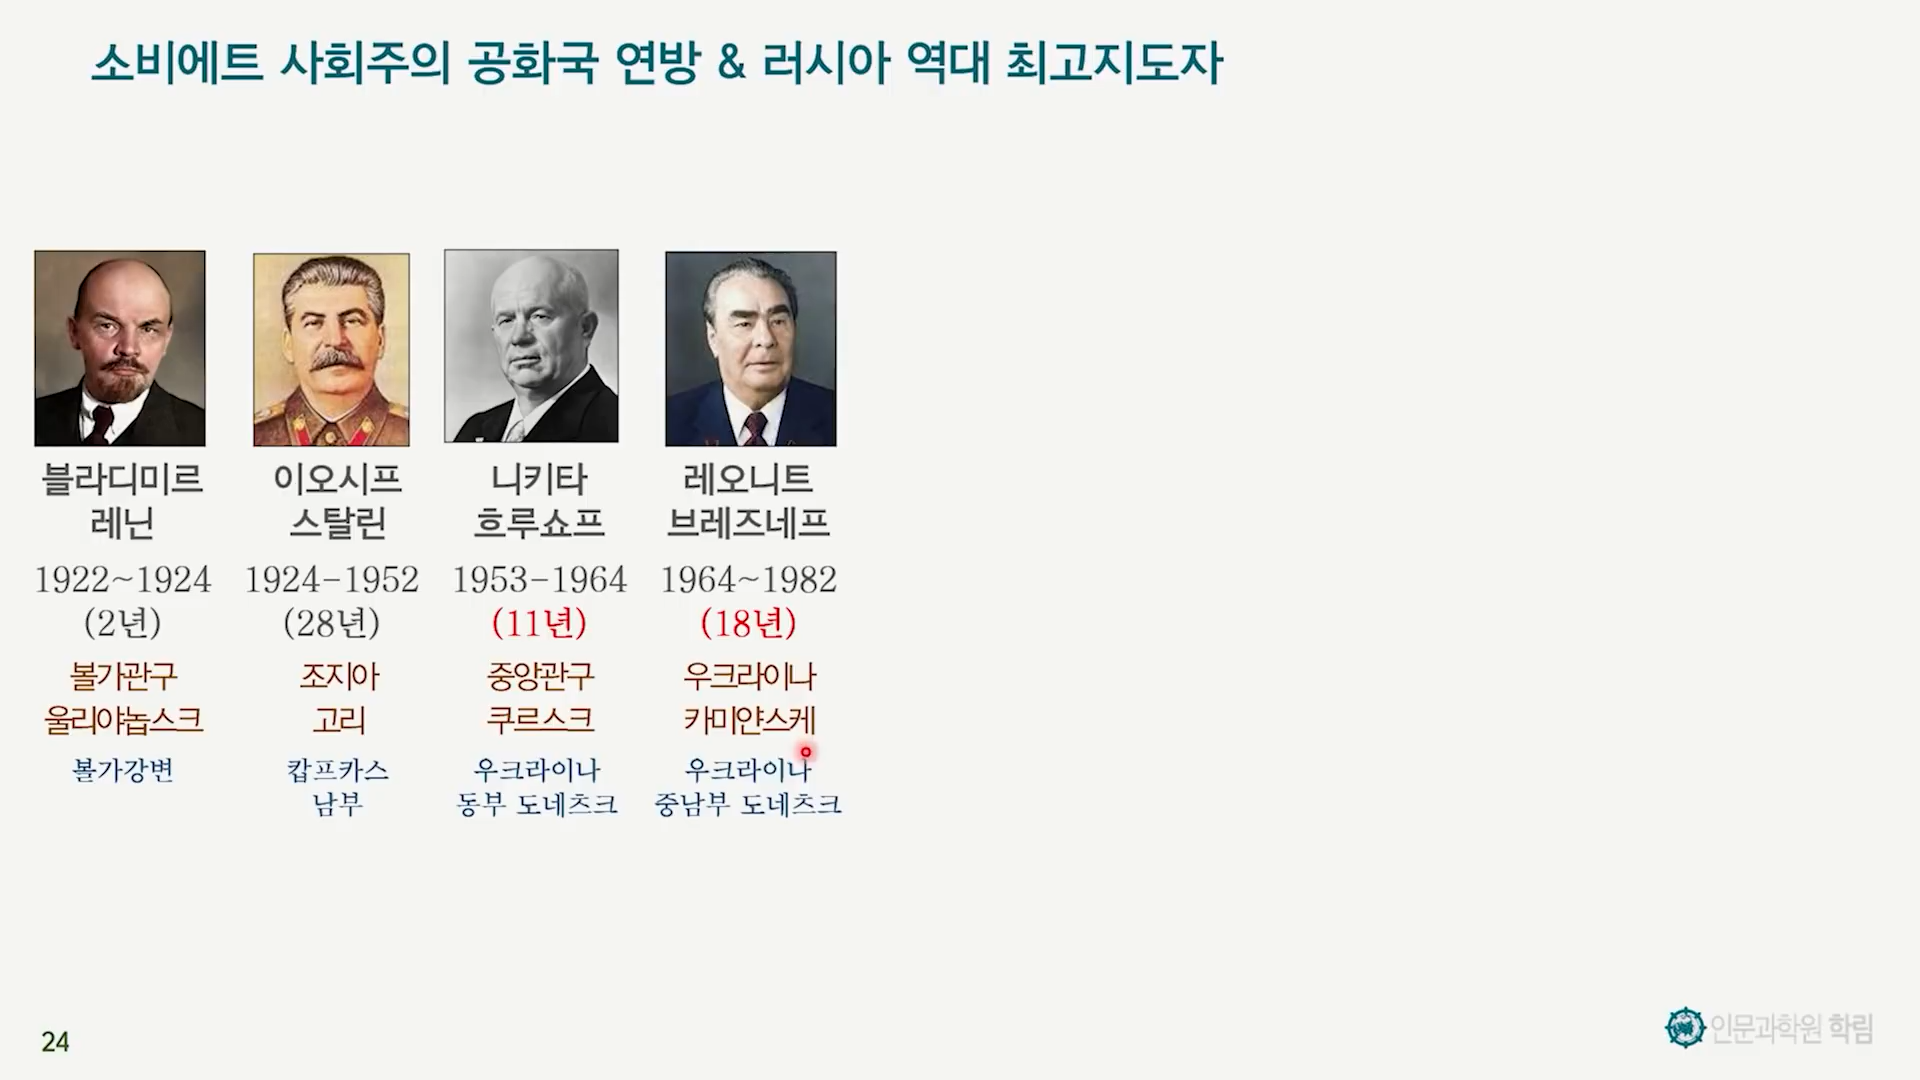 소비에트 사회주의 공화국 연방 & 러시아 역대 최고지도자
블라디미르
레닌
1922~1924
(2년)
볼가관구
울리야놉스크
볼가강변
이오시프
스탈린
1924-1952
(28년)
조지아
고리
캅프카스
남부
니키타
흐루쇼프
1953-1964
(11년)
중앙관구
쿠르스크
우크라이나
동부 도네츠크
레오니트
브레즈네프
1964~1982
(18년)
우크라이나
카미얀스케
우크라이나
중남부 도네츠크
24
인문과학원 학림